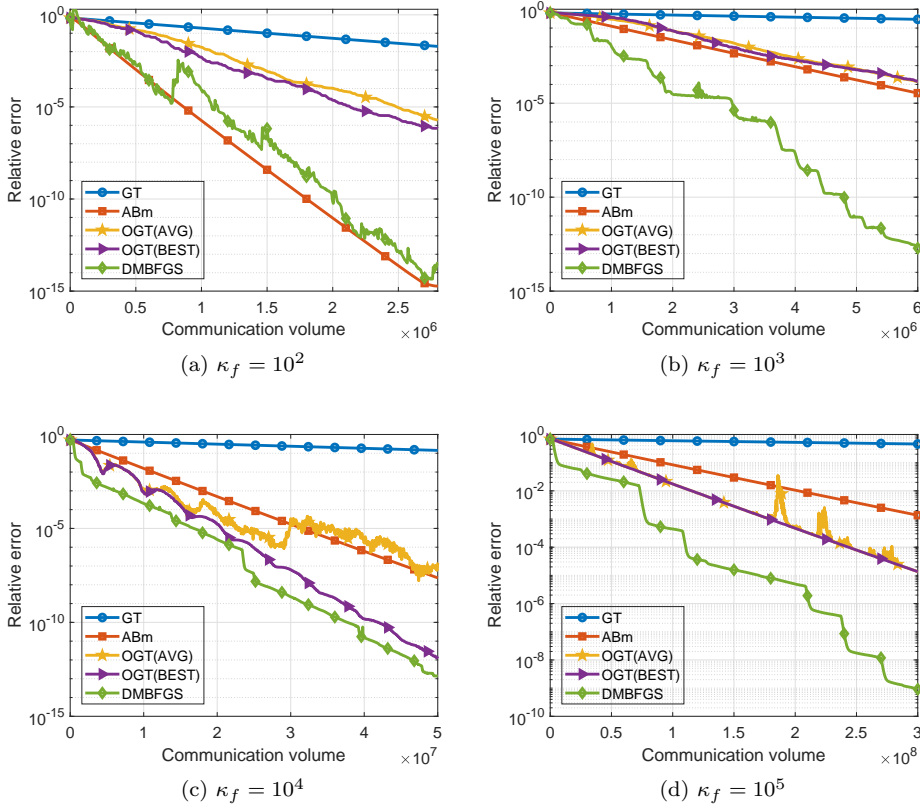 10^0
10^-5
10^-10
10^-15
Relative error
GT
ABm
OGT(AVG)
OGT(BEST)
DMBFGS
0 0.5 1 1.5 2 2.5
Communication volume
×10^6
(a) κ_f = 10^2
10^0
10^-5
10^-10
10^-15
Relative error
GT
ABm
OGT(AVG)
OGT(BEST)
DMBFGS
0 1 2 3 4 5 6
Communication volume
×10^6
(b) κ_f = 10^3
10^0
10^-5
10^-10
10^-15
Relative error
GT
ABm
OGT(AVG)
OGT(BEST)
DMBFGS
0 1 2 3 4 5
Communication volume
×10^7
(c) κ_f = 10^4
10^0
10^-2
10^-4
10^-6
10^-8
10^-10
Relative error
GT
ABm
OGT(AVG)
OGT(BEST)
DMBFGS
0 0.5 1 1.5 2 2.5 3
Communication volume
×10^8
(d) κ_f = 10^5